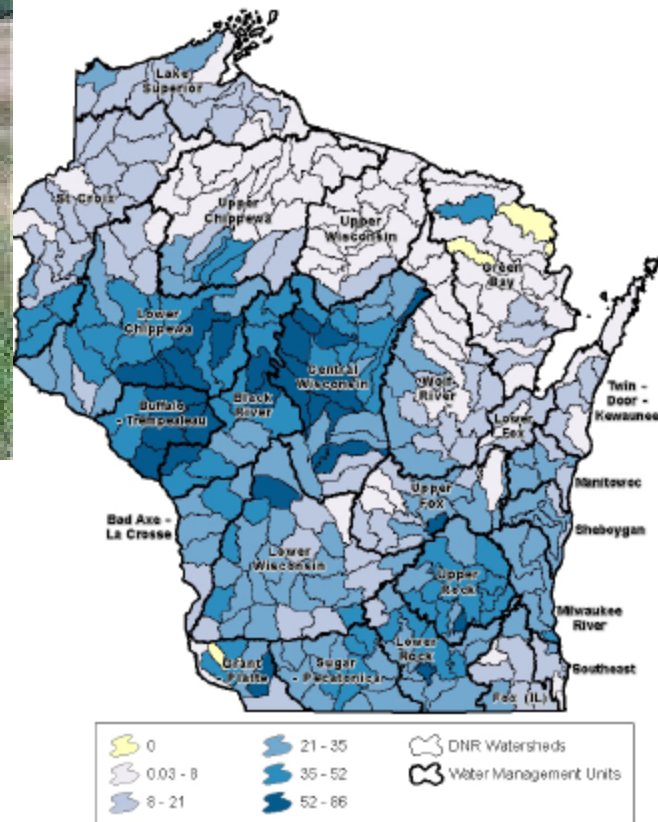 Lake
Superior
St Croix
Upper
Chippewa
Upper
Wisconsin
Green
Bay
Lower
Chippewa
Central
Wisconsin
Wolf
River
Twin -
Door -
Kewaunee
Buffalo
- Trempealeau
Black
River
Lower
Fox
Manitowoc
Upper
Fox
Bad Axe -
La Crosse
Sheboygan
Lower
Wisconsin
Upper
Rock
Milwaukee
River
Grant
- Platte
Sugar
- Pecatonica
Lower
Rock
Southeast
Fox (IL)
0
21 - 35
DNR Watersheds
0.03 - 8
35 - 52
Water Management Units
8 - 21
52 - 86